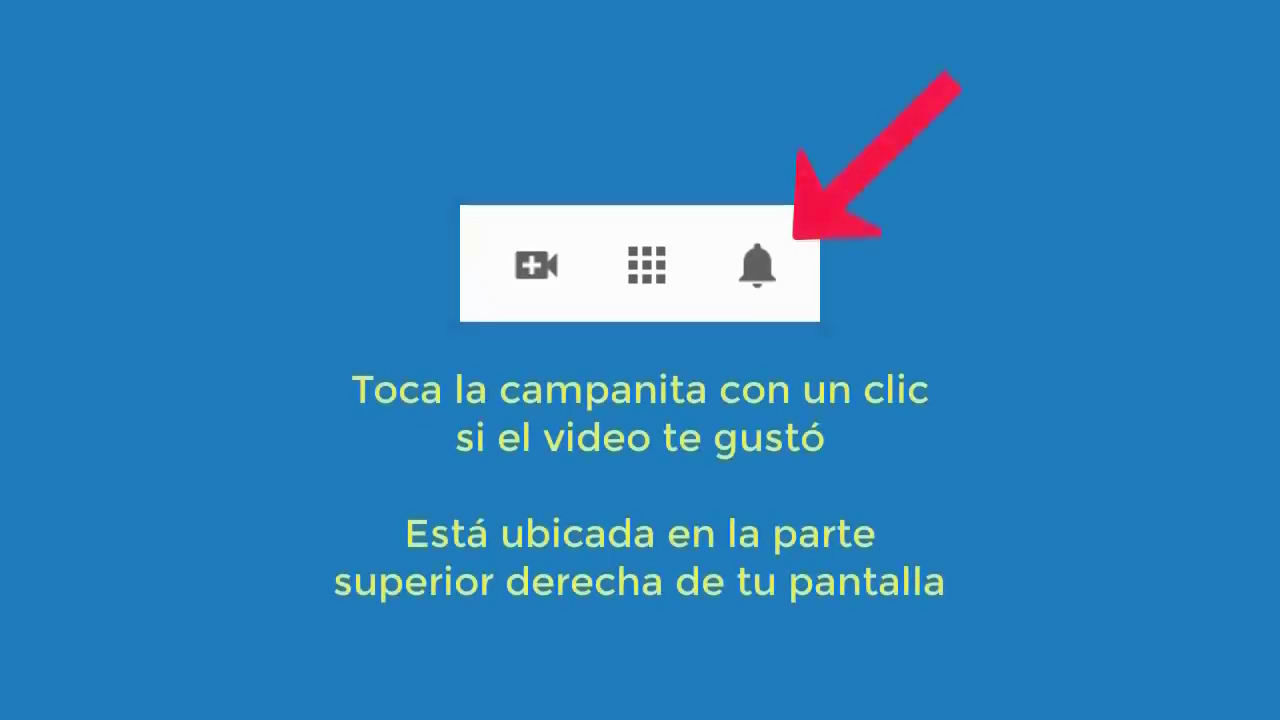 Toca la campanita con un clic
si el video te gustó
Está ubicada en la parte
superior derecha de tu pantalla